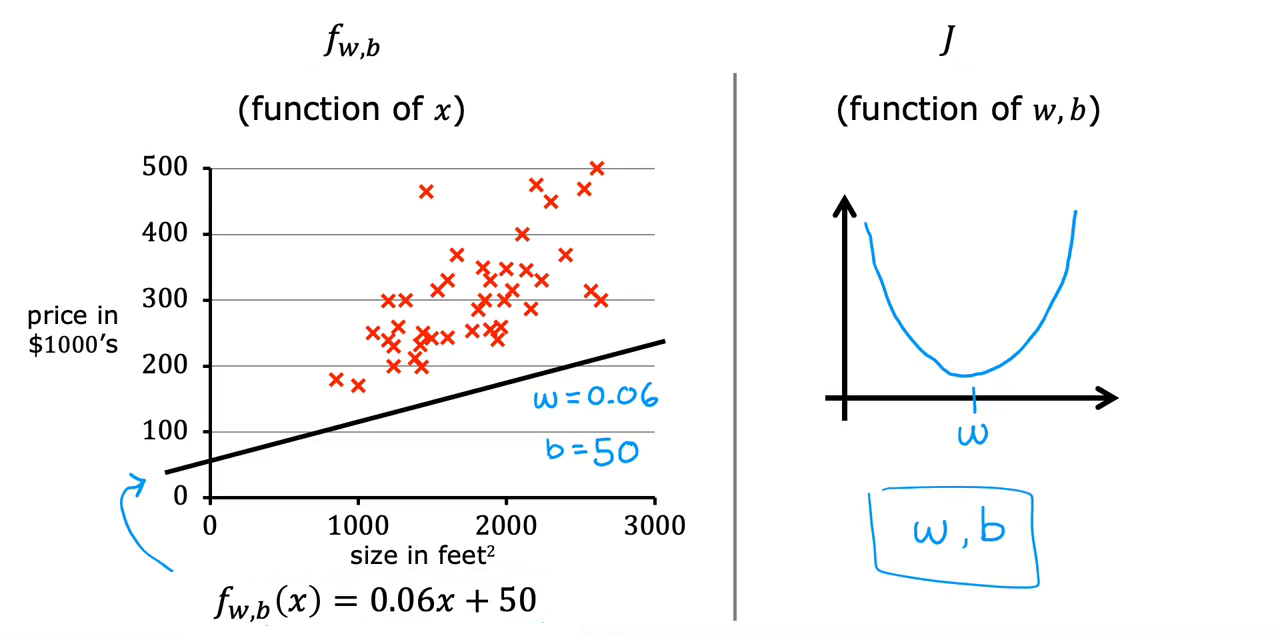 f_{w,b}
(function of x)
500
400
300
200
100
0
price in
$1000's
w = 0.06
b = 50
0 1000 2000 3000
size in feet²
f_{w,b}(x) = 0.06x + 50
J
(function of w, b)
w
w, b